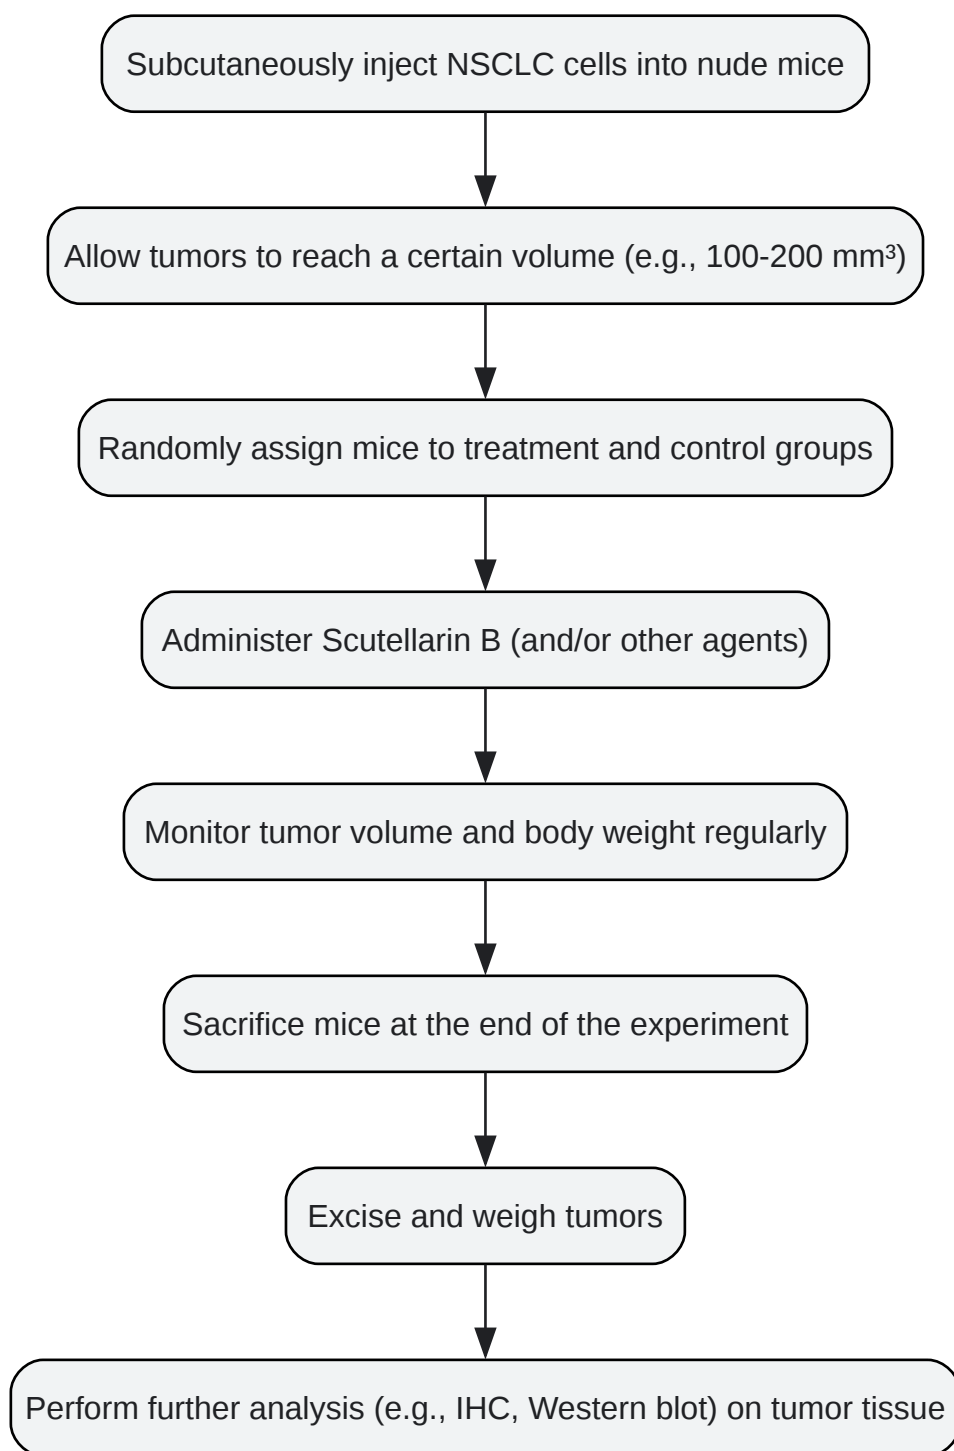 Subcutaneously inject NSCLC cells into nude mice
Allow tumors to reach a certain volume (e.g., 100-200 mm³)
Randomly assign mice to treatment and control groups
Administer Scutellarin B (and/or other agents)
Monitor tumor volume and body weight regularly
Sacrifice mice at the end of the experiment
Excise and weigh tumors
Perform further analysis (e.g., IHC, Western blot) on tumor tissue